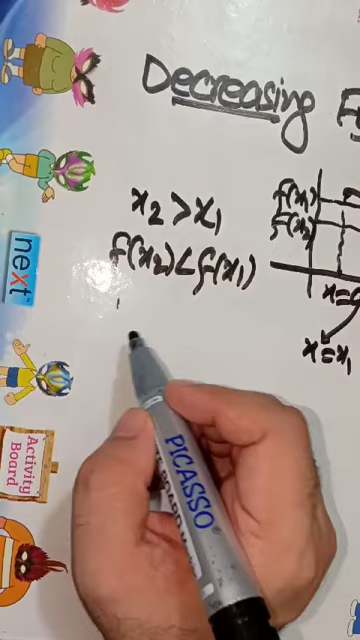 Decreasing F
x₂ > x₁
f(x₂) < f(x₁)
f(x₁)
f(x₂)
x=x₁
next
Activity
Board
PICASSO